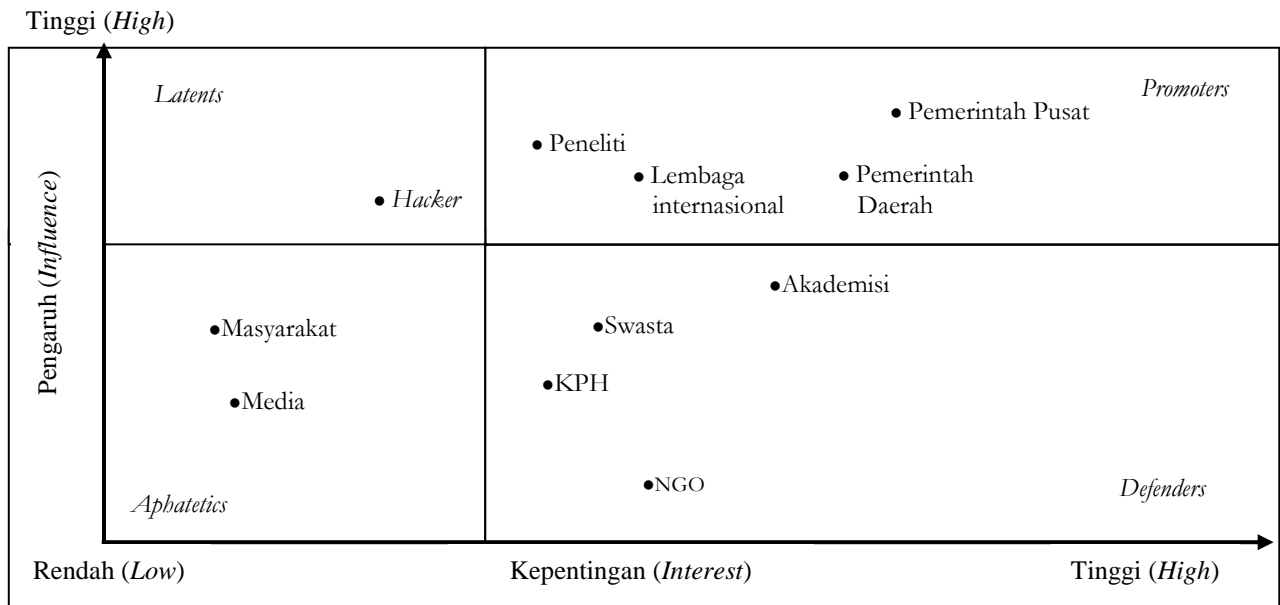 Tinggi (High)
Latents
Promoters
Pemerintah Pusat
Peneliti
Lembaga
internasional
Pemerintah
Daerah
Hacker
Pengaruh (Influence)
Akademisi
Masyarakat
Swasta
KPH
Media
NGO
Aphatetics
Defenders
Rendah (Low)
Kepentingan (Interest)
Tinggi (High)